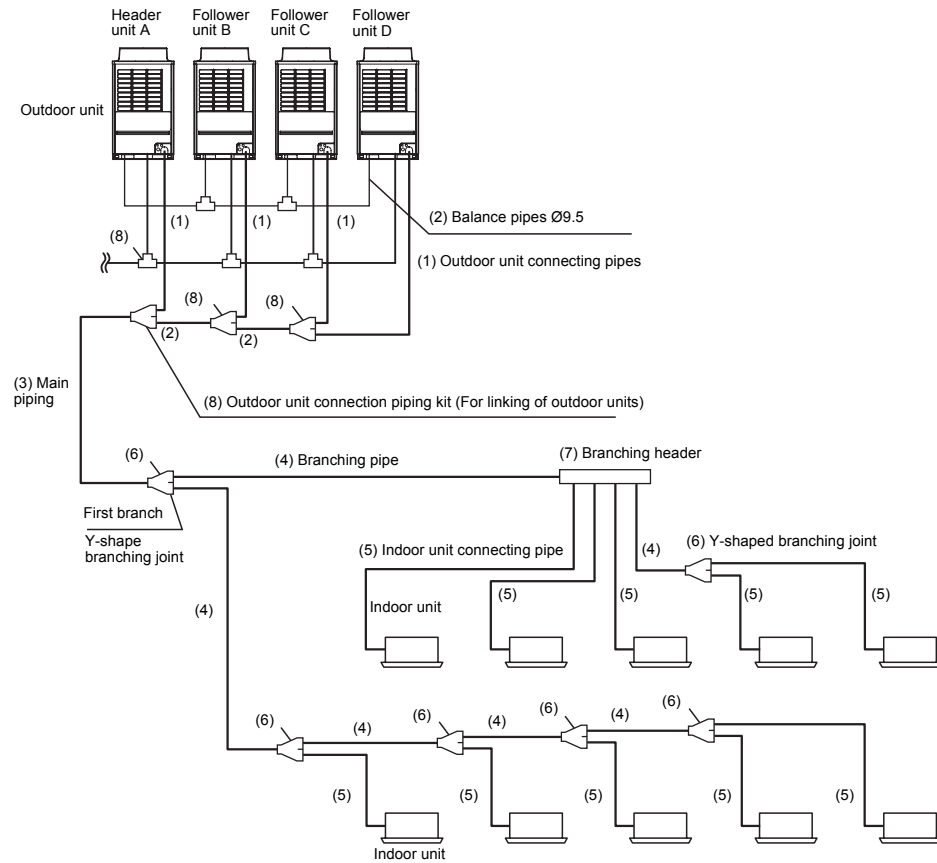 Header
unit A
Follower
unit B
Follower
unit C
Follower
unit D
Outdoor unit
(1)
(1)
(1)
(2) Balance pipes Ø9.5
(8)
(1) Outdoor unit connecting pipes
(8)
(8)
(2)
(2)
(3) Main
piping
(8) Outdoor unit connection piping kit (For linking of outdoor units)
(6)
(4) Branching pipe
(7) Branching header
First branch
Y-shape
branching joint
(5) Indoor unit connecting pipe
(4)
(6) Y-shaped branching joint
(4)
Indoor unit
(5)
(5)
(5)
(5)
(6)
(4)
(6)
(4)
(6)
(4)
(6)
(5)
(5)
(5)
(5)
(5)
Indoor unit